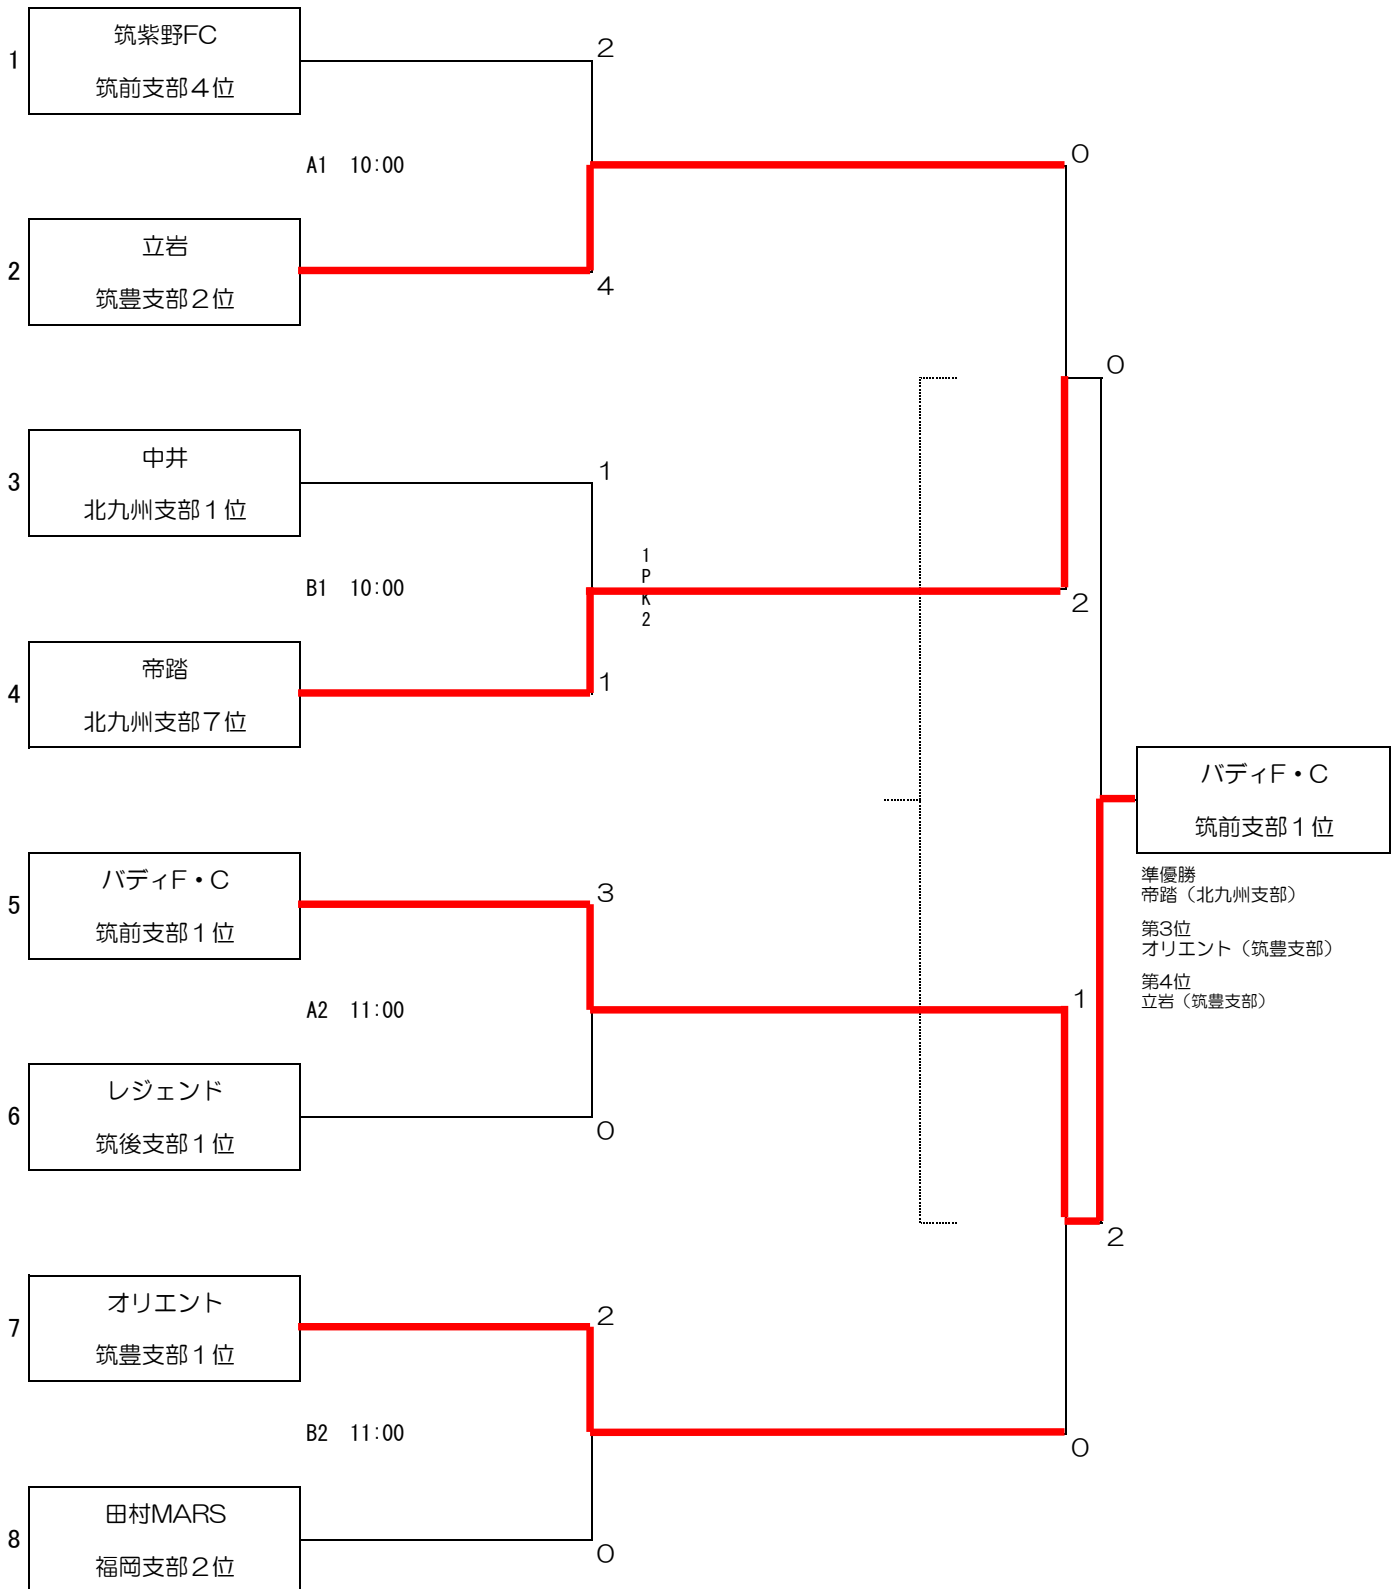 1
筑紫野FC
筑前支部４位
2
A1 10:00
0
2
立岩
筑豊支部２位
4
0
3
中井
北九州支部１位
1
B1 10:00
1
P
K
2
2
4
帝踏
北九州支部７位
1
バディF・C
筑前支部１位
準優勝
帝踏（北九州支部）
第3位
オリエント（筑豊支部）
第4位
立岩（筑豊支部）
5
バディF・C
筑前支部１位
3
A2 11:00
1
6
レジェンド
筑後支部１位
0
2
7
オリエント
筑豊支部１位
2
B2 11:00
0
8
田村MARS
福岡支部２位
0